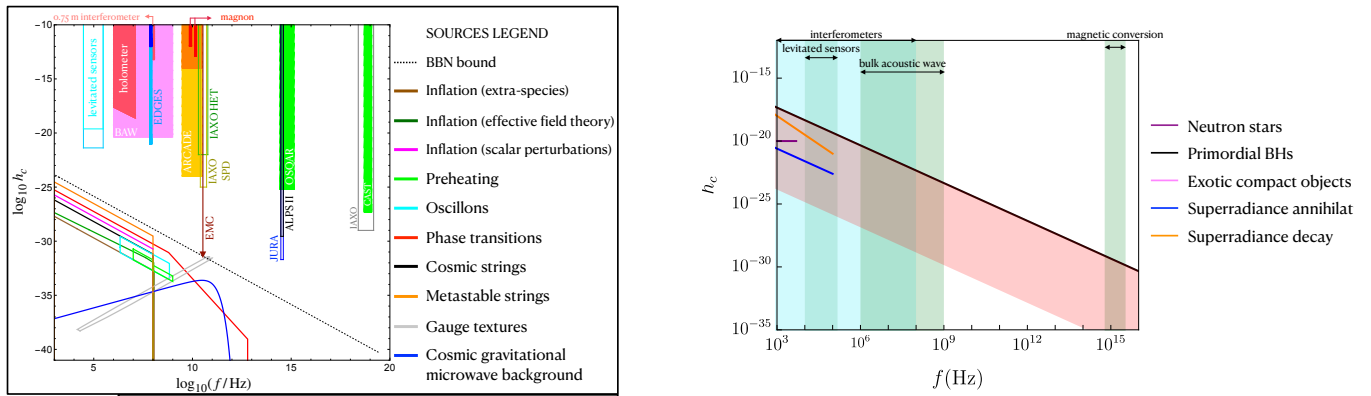 0.75 m interferometer
magnon
−10
−15
−20
−25
−30
−35
−40
log₁₀ h_c
5
10
15
20
log₁₀(f/Hz)
levitated sensors
holometer
BAW
EDGES
ARCADE
IAXO HET
IAXO
SPD
EMC
JURA
ALPS II
OSQAR
IAXO
CAST
SOURCES LEGEND
BBN bound
Inflation (extra-species)
Inflation (effective field theory)
Inflation (scalar perturbations)
Preheating
Oscillons
Phase transitions
Cosmic strings
Metastable strings
Gauge textures
Cosmic gravitational
microwave background
interferometers
levitated sensors
bulk acoustic wave
magnetic conversion
10⁻¹⁵
10⁻²⁰
10⁻²⁵
10⁻³⁰
10⁻³⁵
h_c
10³
10⁶
10⁹
10¹²
10¹⁵
f(Hz)
Neutron stars
Primordial BHs
Exotic compact objects
Superradiance annihilat
Superradiance decay